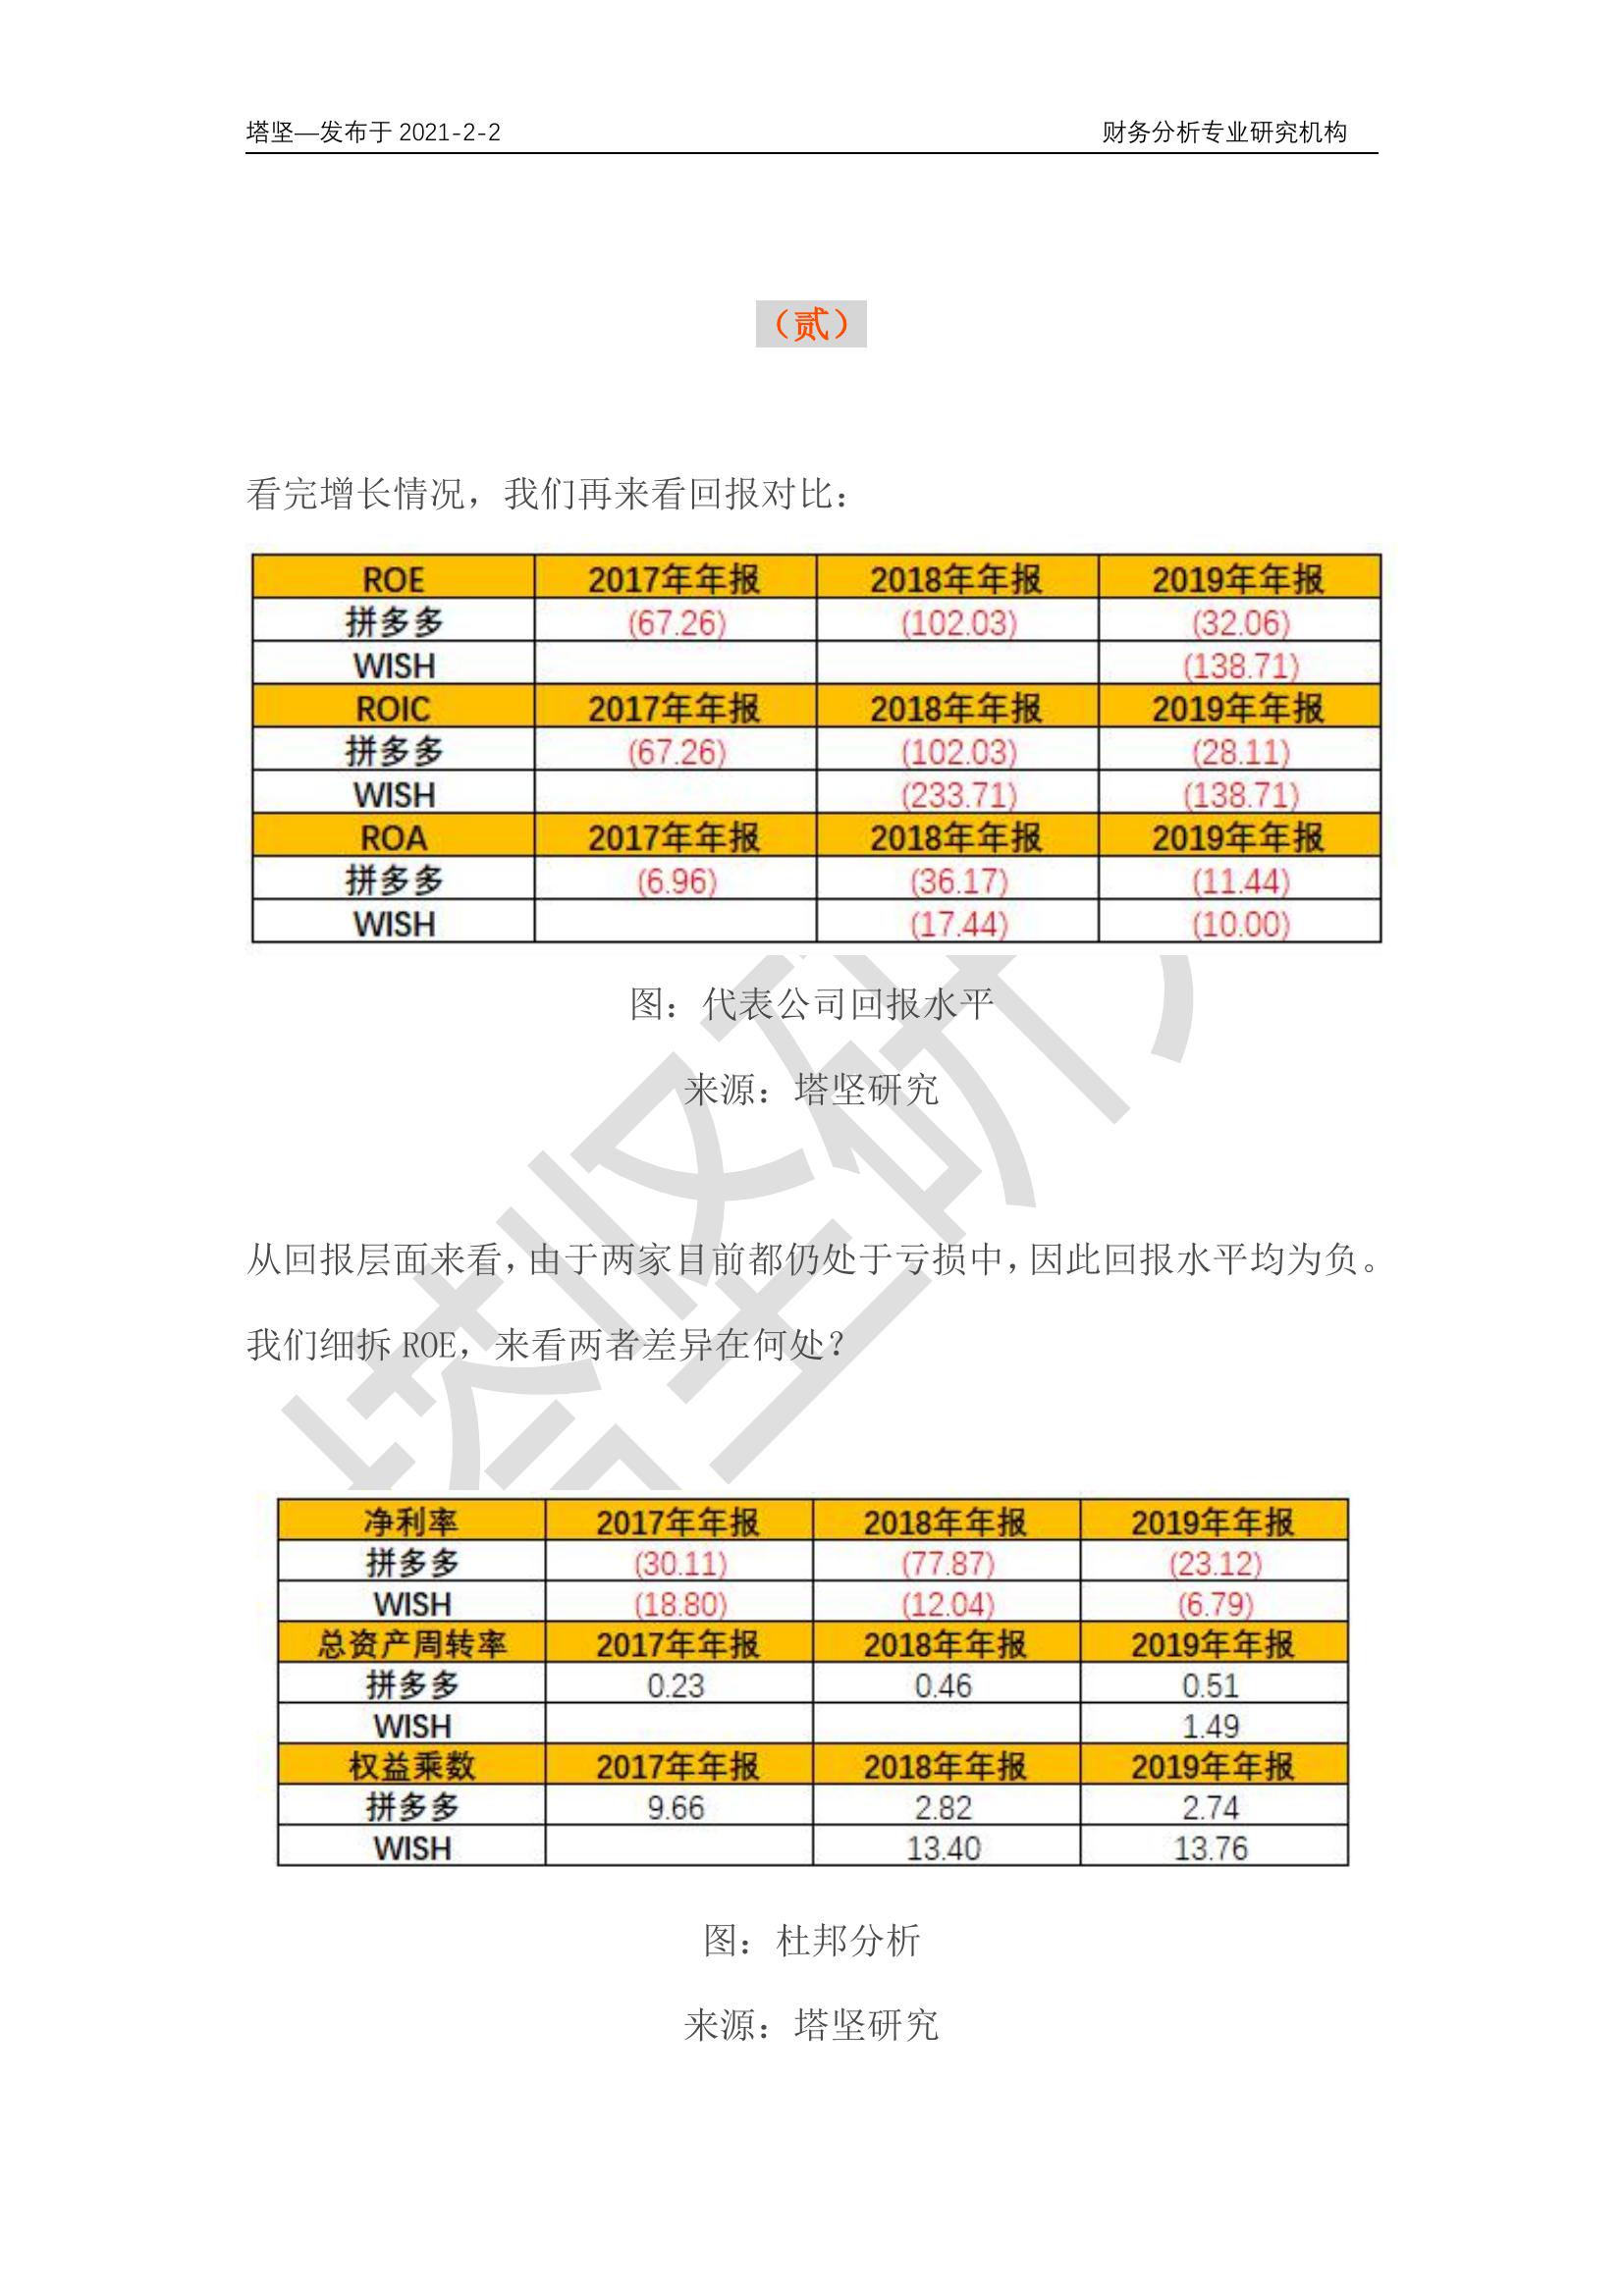 塔坚—发布于 2021-2-2 财务分析专业研究机构
（贰）
看完增长情况，我们再来看回报对比：
ROE 2017年年报 2018年年报 2019年年报
拼多多 (67.26) (102.03) (32.06)
WISH (138.71)
ROIC 2017年年报 2018年年报 2019年年报
拼多多 (67.26) (102.03) (28.11)
WISH (233.71) (138.71)
ROA 2017年年报 2018年年报 2019年年报
拼多多 (6.96) (36.17) (11.44)
WISH (17.44) (10.00)
图：代表公司回报水平
来源：塔坚研究
从回报层面来看，由于两家目前都仍处于亏损中，因此回报水平均为负。
我们细拆 ROE，来看两者差异在何处？
净利率 2017年年报 2018年年报 2019年年报
拼多多 (30.11) (77.87) (23.12)
WISH (18.80) (12.04) (6.79)
总资产周转率 2017年年报 2018年年报 2019年年报
拼多多 0.23 0.46 0.51
WISH 1.49
权益乘数 2017年年报 2018年年报 2019年年报
拼多多 9.66 2.82 2.74
WISH 13.40 13.76
图：杜邦分析
来源：塔坚研究
塔坚研